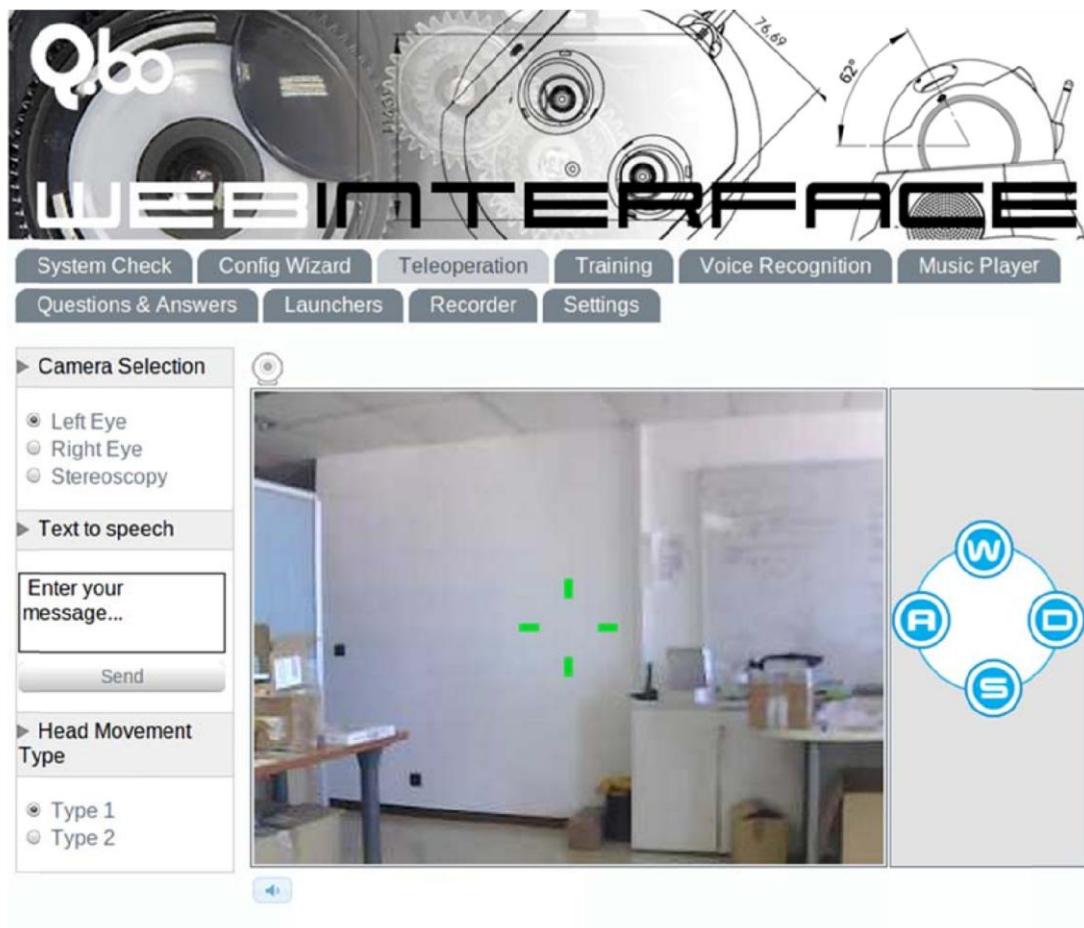 Q.bo
76.69
62°
WEBINTERFACE
System Check Config Wizard Teleoperation Training Voice Recognition Music Player
Questions & Answers Launchers Recorder Settings
Camera Selection
Left Eye
Right Eye
Stereoscopy
Text to speech
Enter your
message...
Send
Head Movement
Type
Type 1
Type 2
W
A
D
S